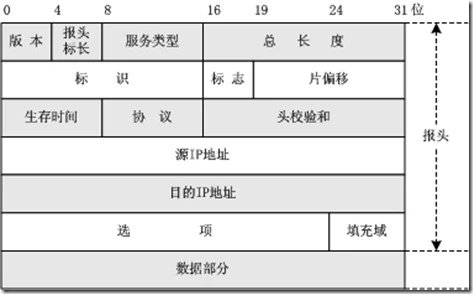 0 4 8 16 19 24 31 位
版 本 报头 标长 服务类型 总 长 度
标 识 标 志 片偏移
生存时间 协 议 头校验和
源IP地址
目的IP地址
选 项 填充域
数据部分
报头